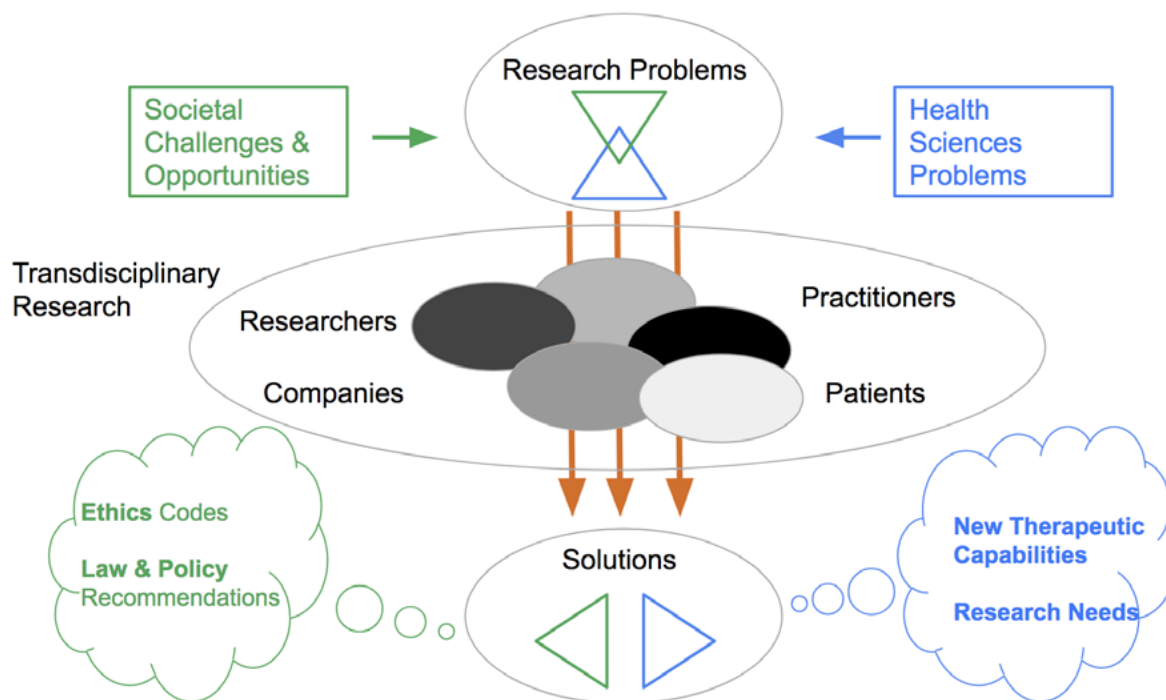 Research Problems
Societal
Challenges &
Opportunities
Health
Sciences
Problems
Transdisciplinary
Research
Researchers
Practitioners
Companies
Patients
Ethics Codes
Law & Policy
Recommendations
Solutions
New Therapeutic
Capabilities
Research Needs